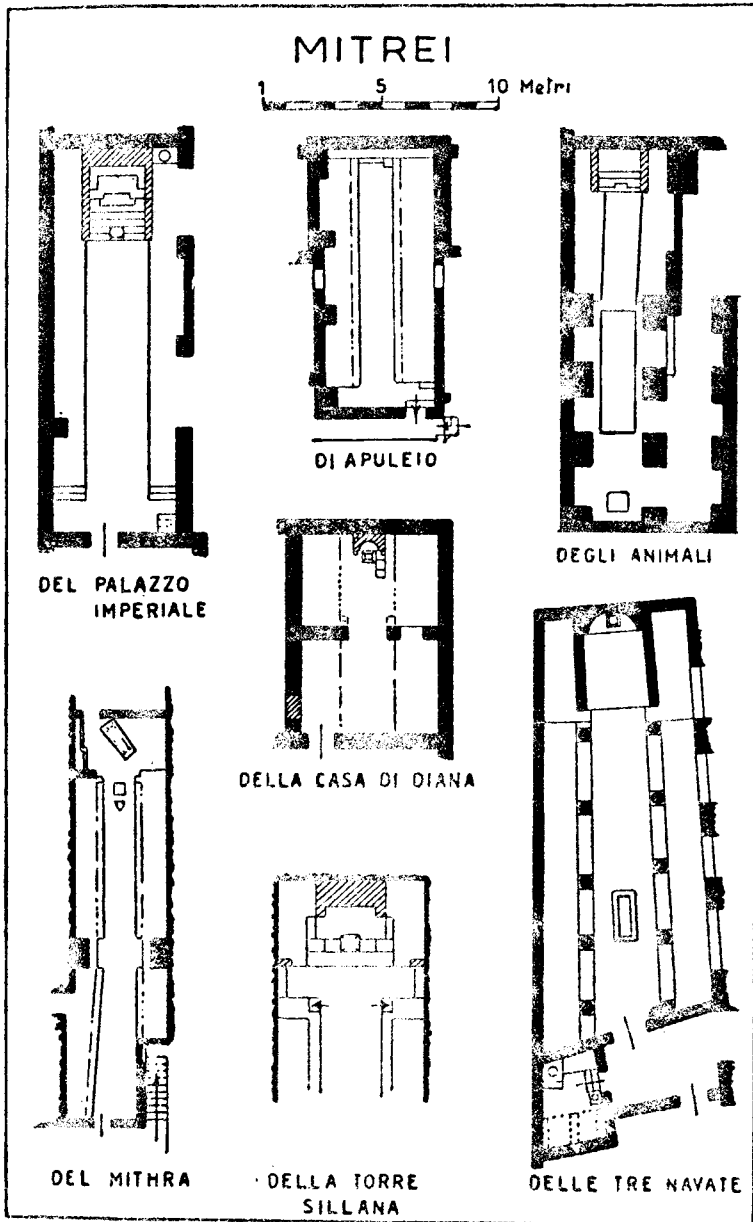 MITREI
1 5 10 Metri
DI APULEIO
DEGLI ANIMALI
DEL PALAZZO
IMPERIALE
DELLA CASA DI DIANA
DEL MITHRA
DELLA TORRE
SILLANA
DELLE TRE NAVATE